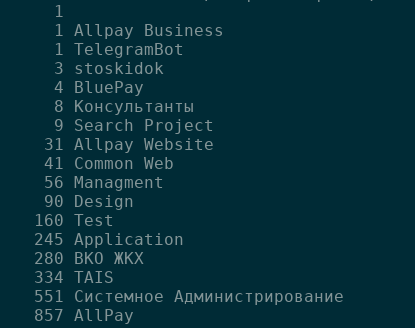 1
1 Allpay Business
1 TelegramBot
3 stoskidok
4 BluePay
8 Консультанты
9 Search Project
31 Allpay Website
41 Common Web
56 Managment
90 Design
160 Test
245 Application
280 ВКО ЖКХ
334 TAIS
551 Системное Администрирование
857 AllPay